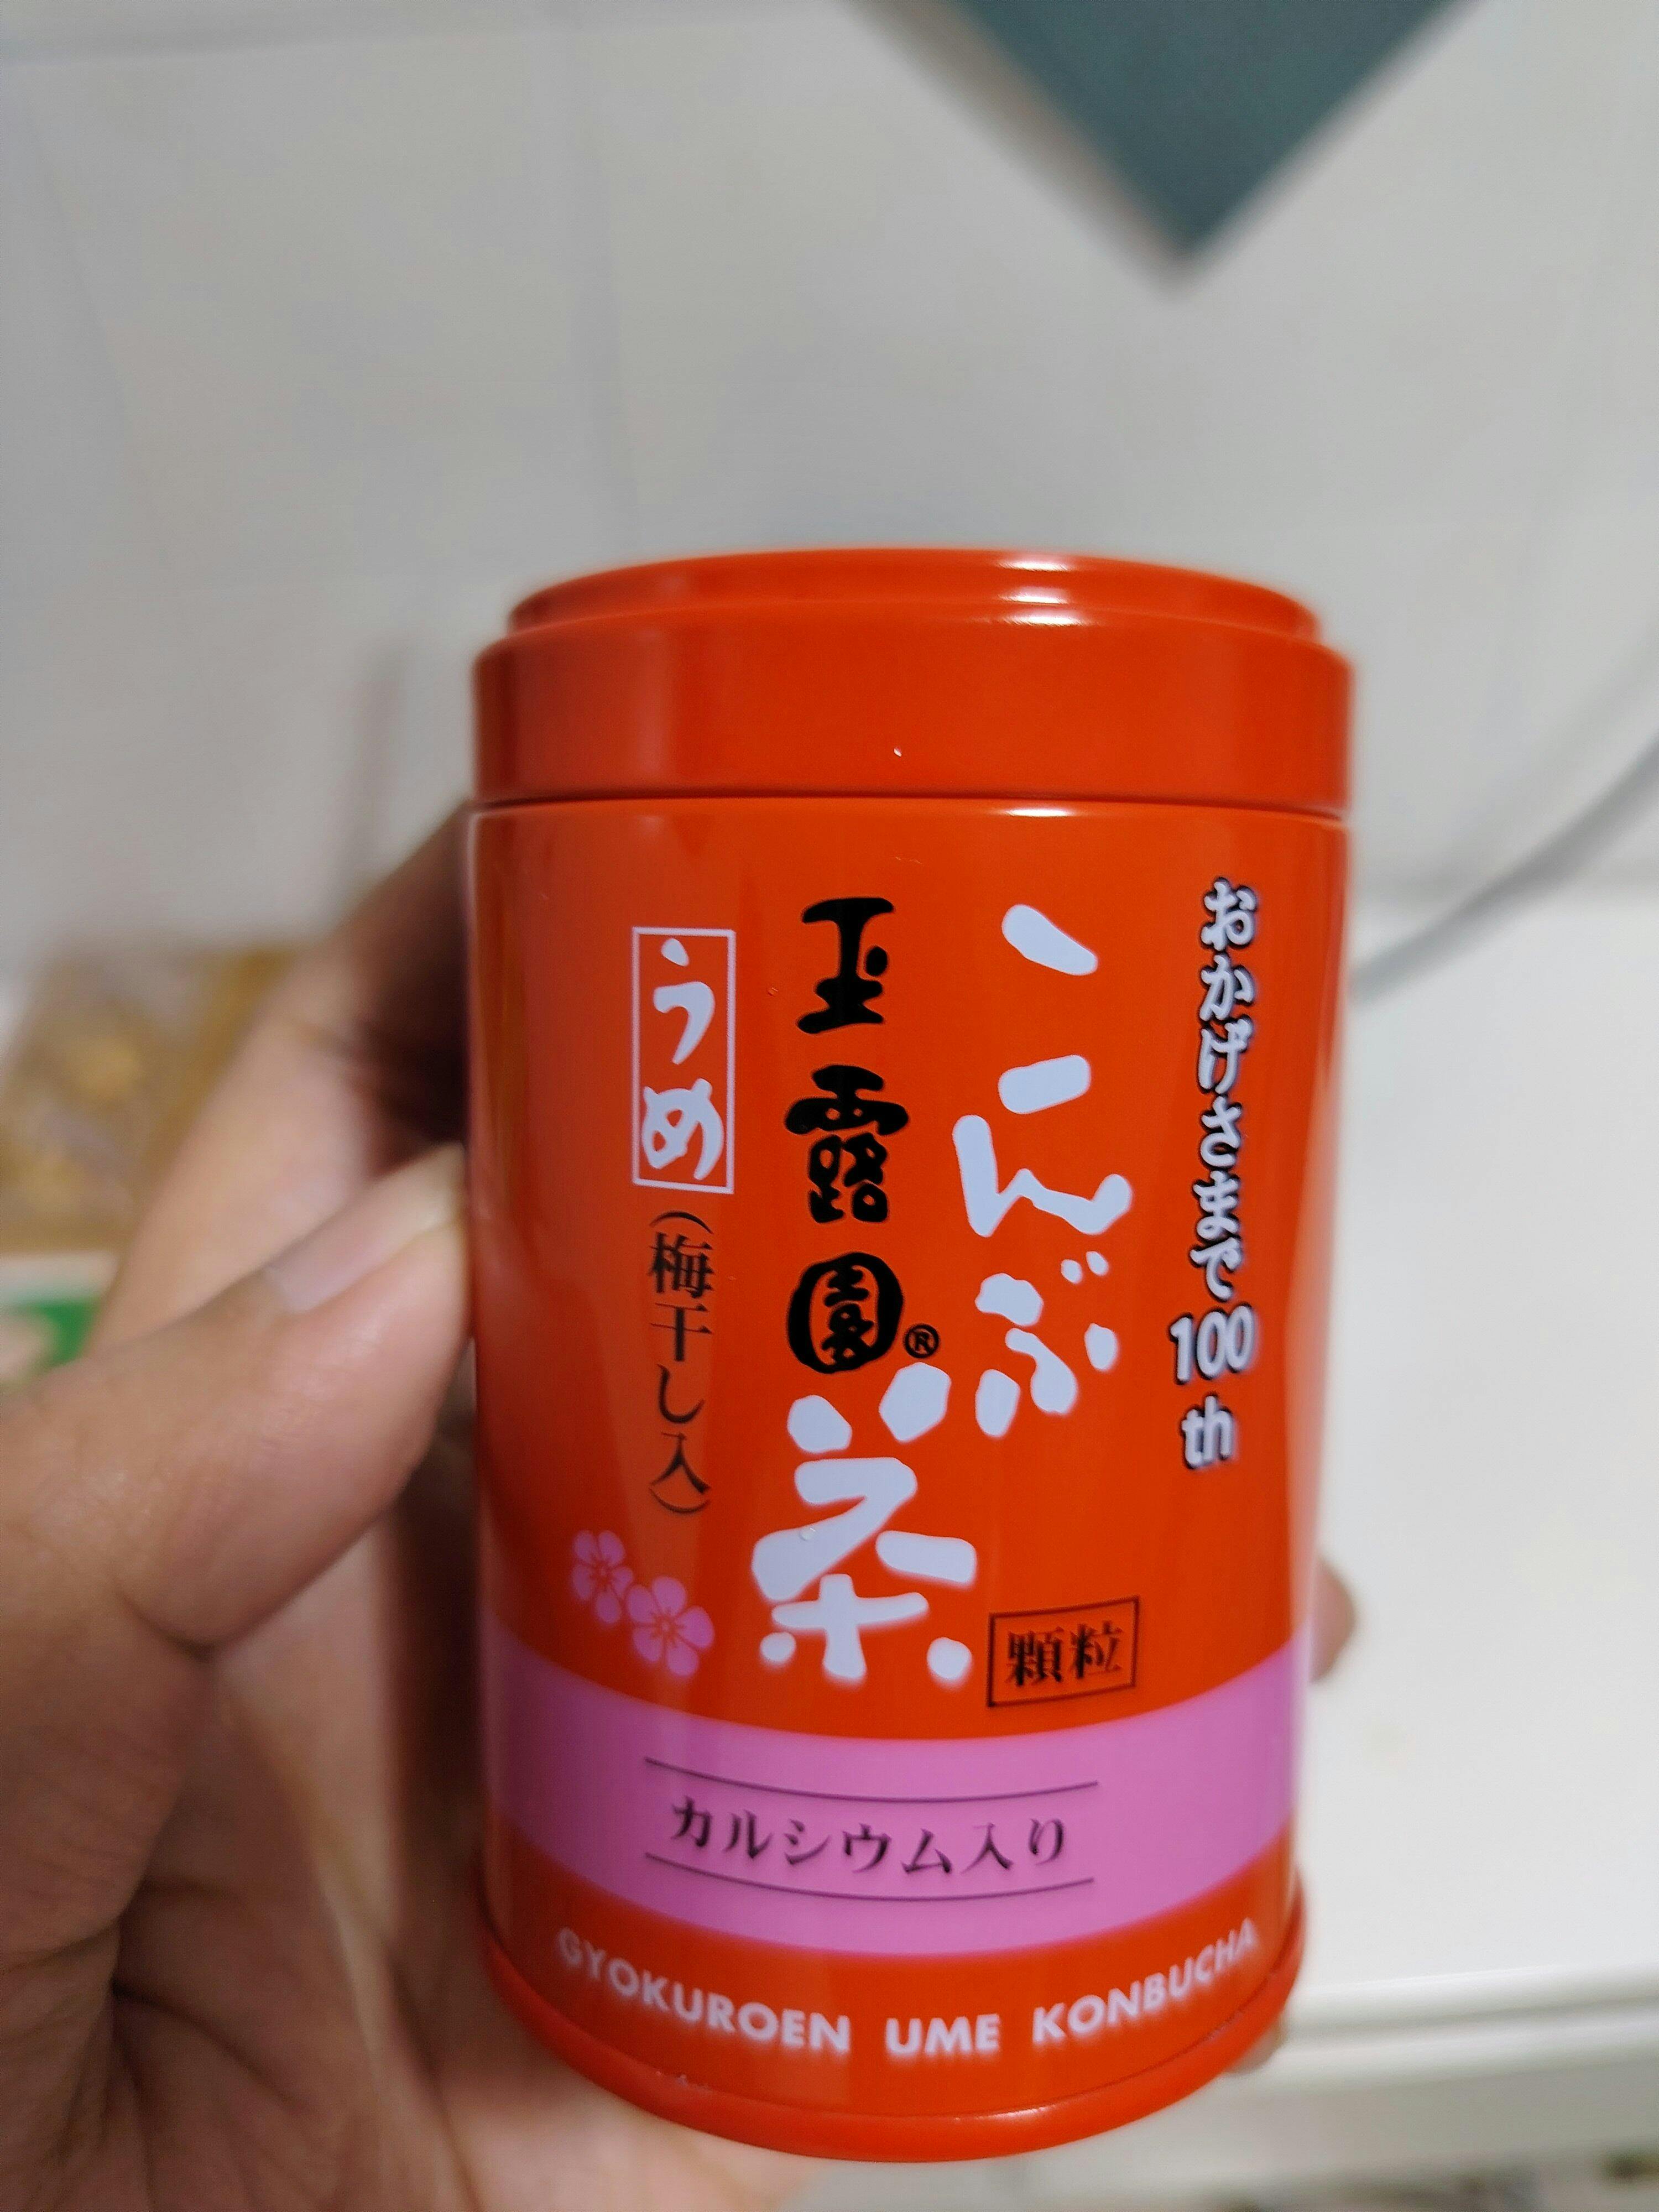 おかげさまで100th
こんぶ茶
玉露園®
うめ
（梅干し入）
顆粒
カルシウム入り
GYOKUROEN UME KONBUCHA